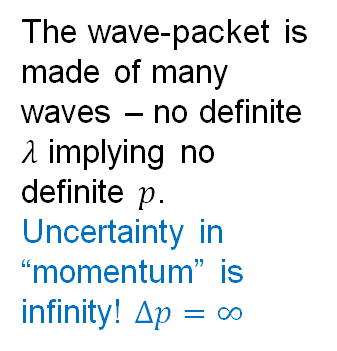 The wave-packet is
made of many
waves – no definite
λ implying no
definite p.
Uncertainty in
“momentum” is
infinity! Δp = ∞